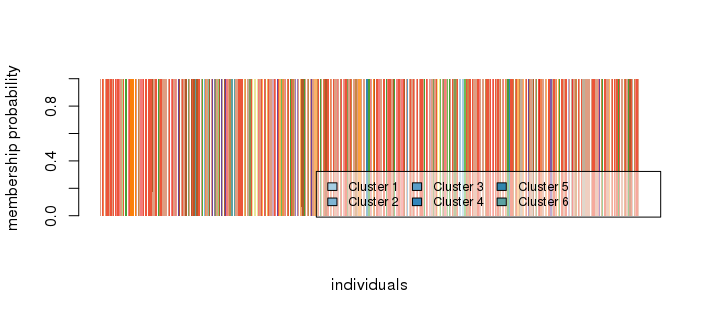 membership probability
0.8
0.4
0.0
Cluster 1 Cluster 3 Cluster 5
Cluster 2 Cluster 4 Cluster 6
individuals